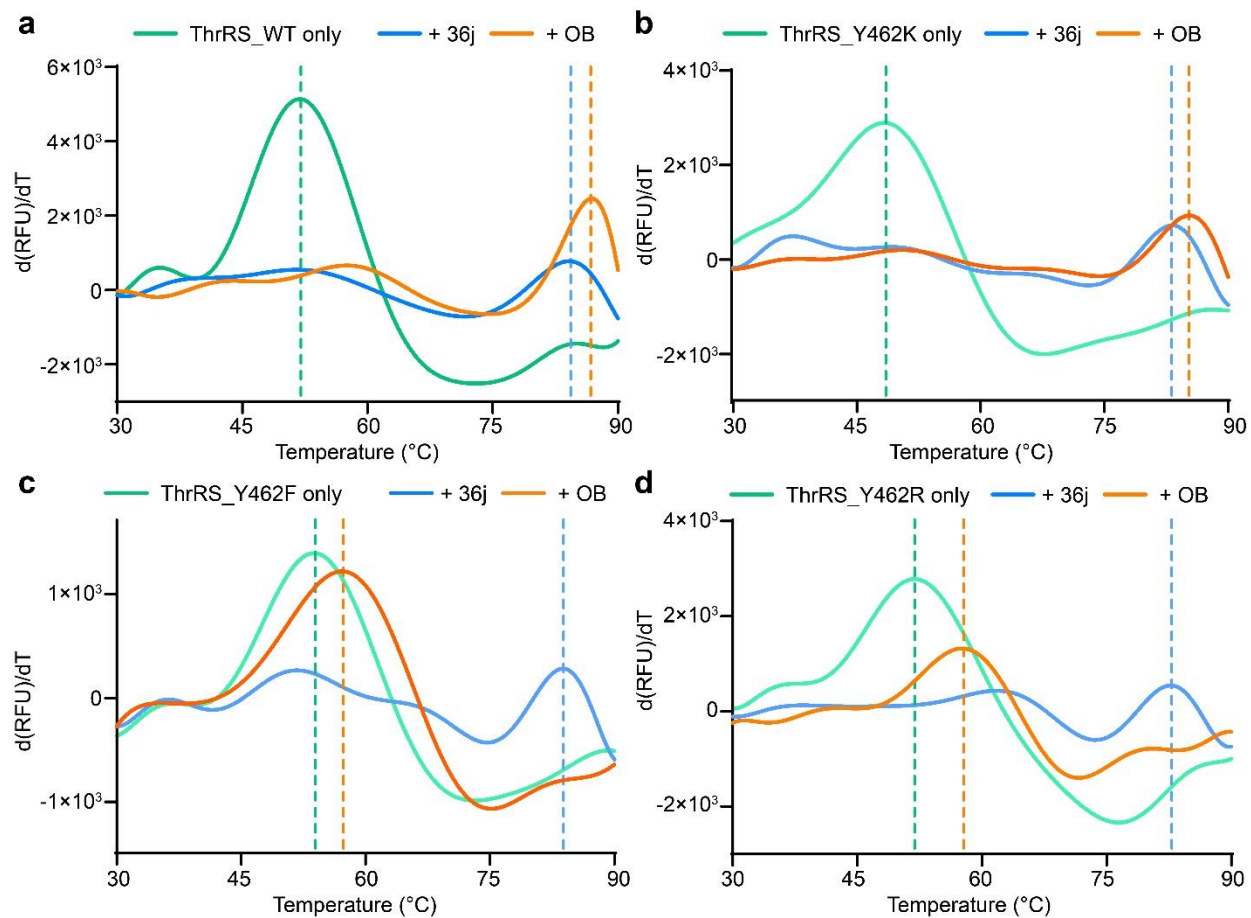 a ThrRS_WT only + 36j + OB
6×10³
4×10³
2×10³
0
-2×10³
d(RFU)/dT
30 45 60 75 90
Temperature (°C)
b ThrRS_Y462K only + 36j + OB
4×10³
2×10³
0
-2×10³
d(RFU)/dT
30 45 60 75 90
Temperature (°C)
c ThrRS_Y462F only + 36j + OB
1×10³
0
-1×10³
d(RFU)/dT
30 45 60 75 90
Temperature (°C)
d ThrRS_Y462R only + 36j + OB
4×10³
2×10³
0
-2×10³
d(RFU)/dT
30 45 60 75 90
Temperature (°C)